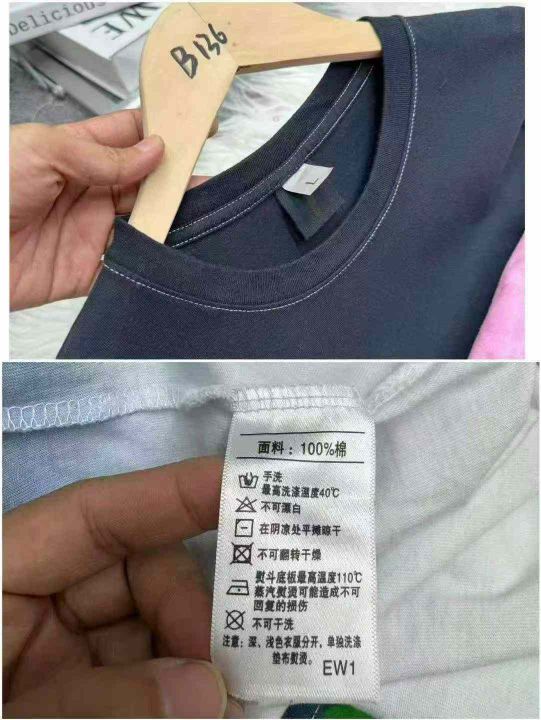 Delicious
WE
B136
L
面料：100%棉
手洗
最高洗涤温度40℃
不可漂白
在阴凉处平摊晾干
不可翻转干燥
熨斗底板最高温度110℃
蒸汽熨烫可能造成不可
回复的损伤
不可干洗
注意：深、浅色衣服分开，单独洗涤
垫布熨烫。
EW1